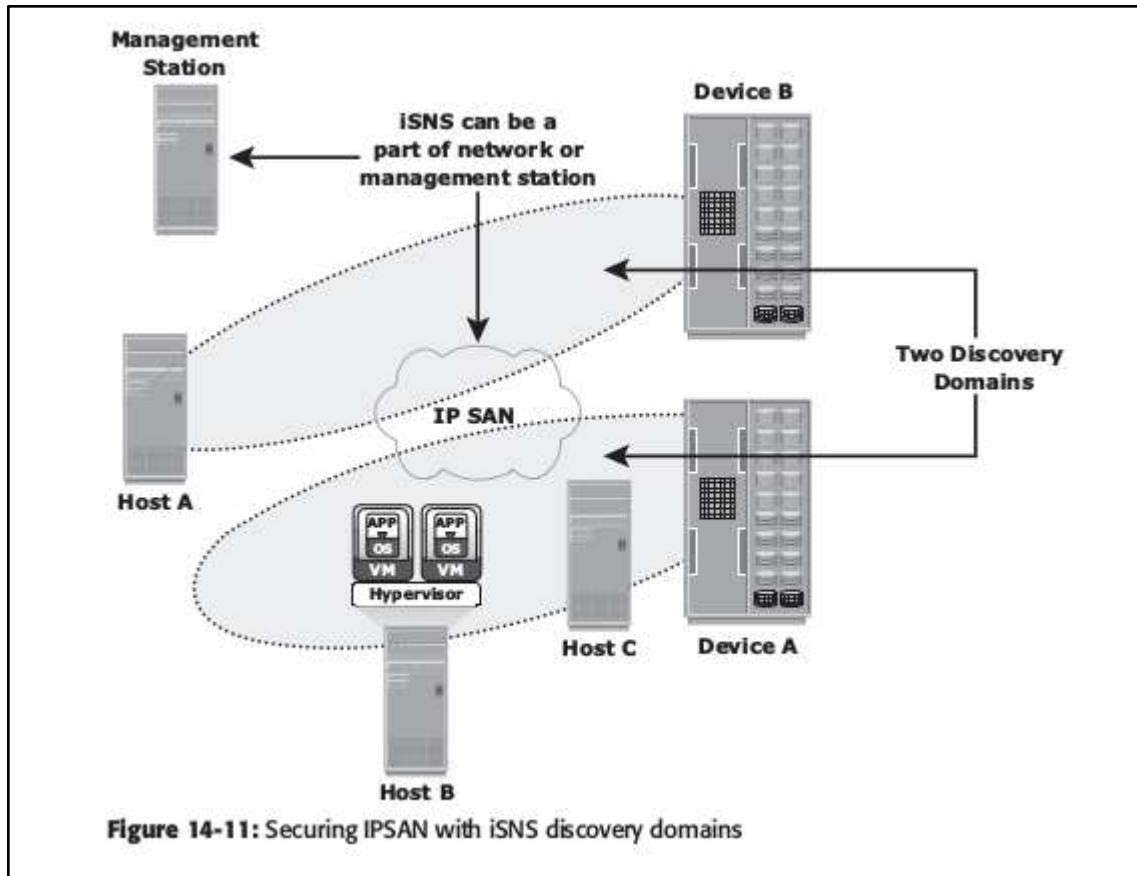 Management
Station
Device B
iSNS can be a
part of network or
management station
Two Discovery
Domains
IP SAN
Host A
APP
OS
VM
APP
OS
VM
Hypervisor
Host C
Device A
Host B
Figure 14-11: Securing IPSAN with iSNS discovery domains